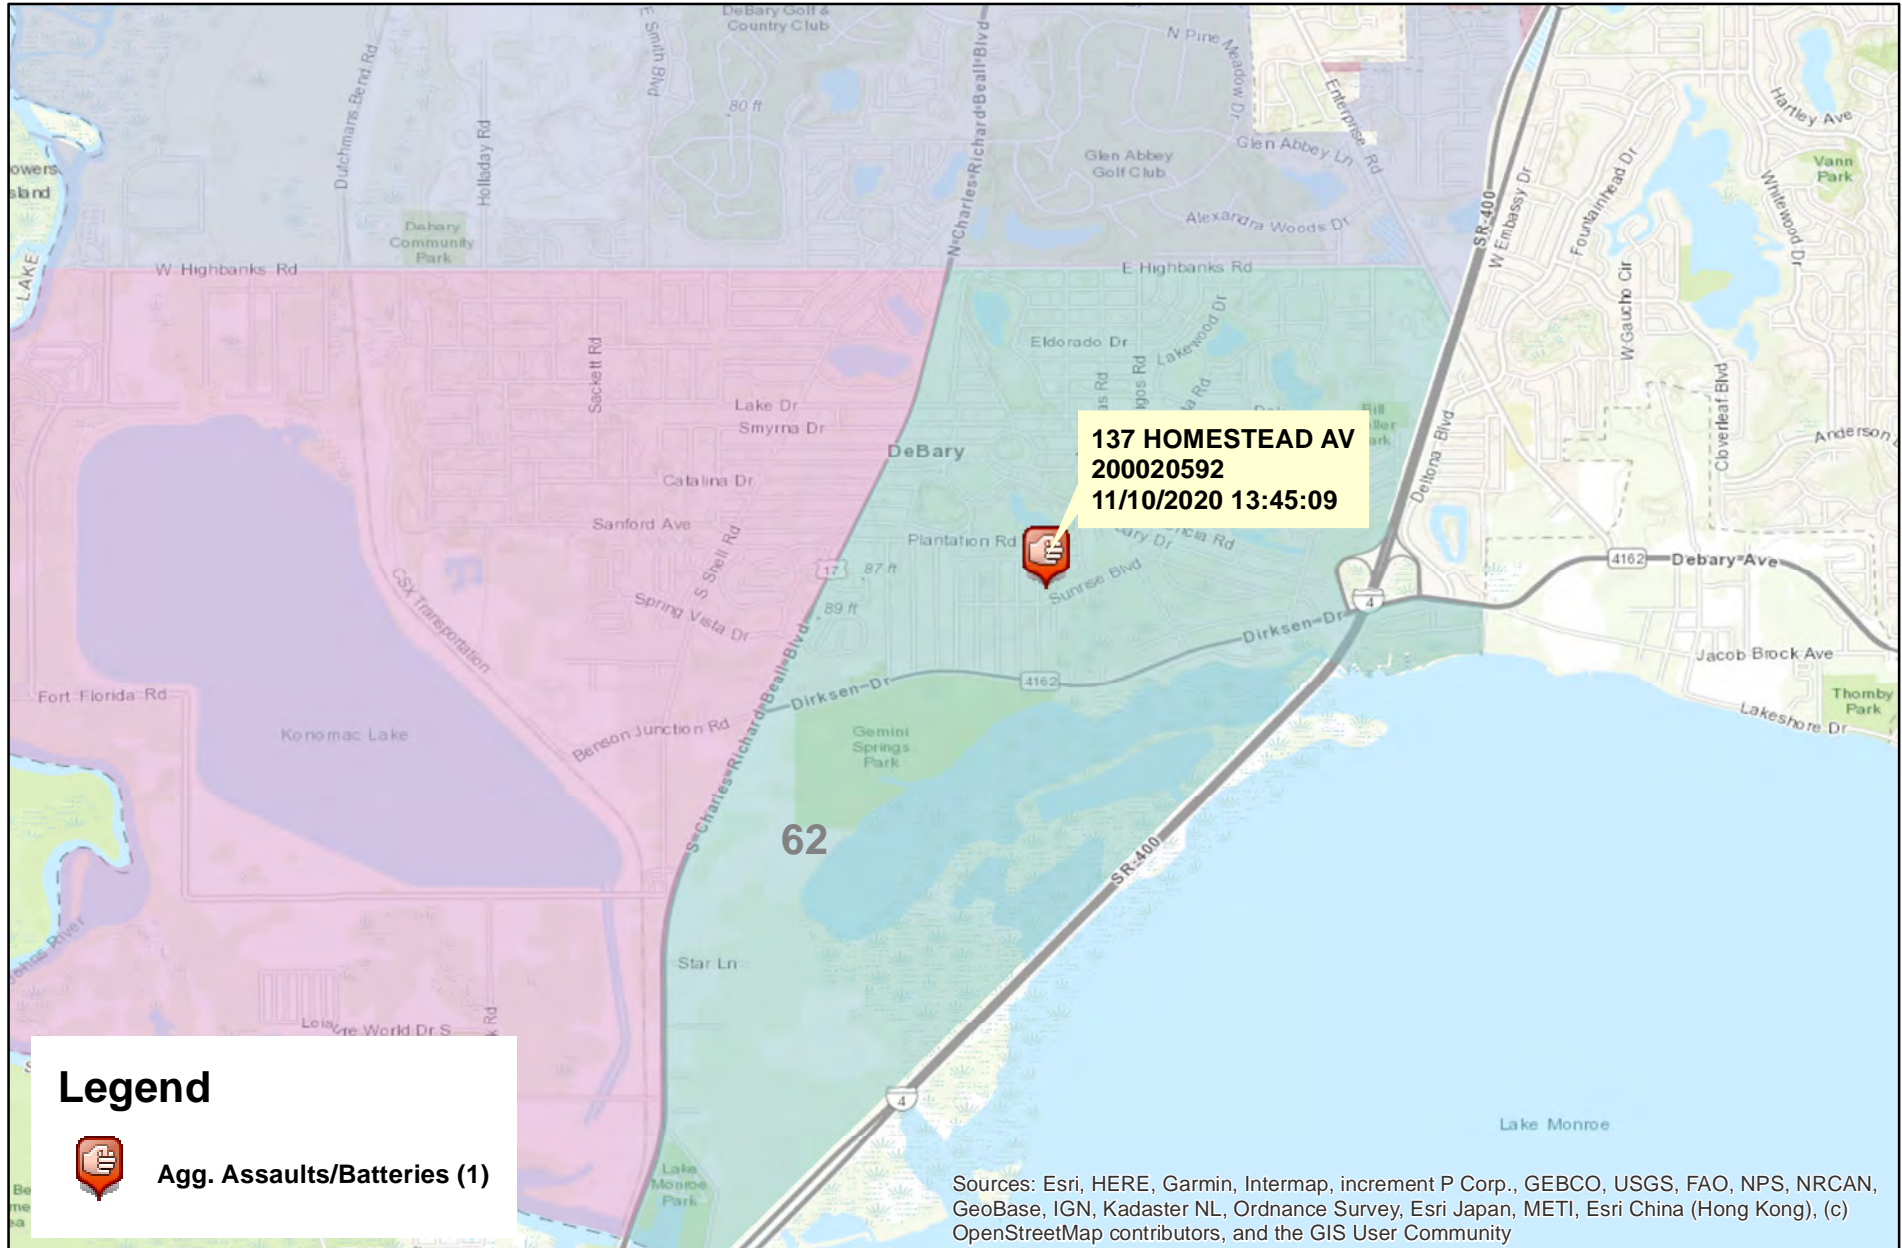 DeBary Golf &
Country Club
E Smith Blvd
N Pine Meadow Dr
Dutchmans Bend Rd
Holladay Rd
80 ft
N Charles Richard Beall Blvd
Enterprise Rd
Hartley Ave
Glen Abbey
Golf Club
Glen Abbey Ln
Vann
Park
Whitewood Dr
Fountainhead Dr
W Embassy Dr
SR-400
LAKE
Debary
Community
Park
Alexandra Woods Dr
W Highbanks Rd
E Highbanks Rd
W Gaucho Cir
Eldorado Dr
Lakewood Dr
Sackett Rd
Lake Dr
Smyrna Dr
Cloverleaf Blvd
Anderson
Deltona Blvd
DeBary
137 HOMESTEAD AV
200020592
11/10/2020 13:45:09
Catalina Dr
Sanford Ave
S Shell Rd
Plantation Rd
17
87 ft
89 ft
Sunrise Blvd
4162
Debary Ave
CSX Transportation
Spring Vista Dr
4
Dirksen Dr
Jacob Brock Ave
Fort Florida Rd
4162
Dirksen Dr
Thornby
Park
Lakeshore Dr
Konomac Lake
Benson Junction Rd
S Charles Richard Beall Blvd
Gemini
Springs
Park
62
SR-400
Star Ln
4
Lake Monroe
Lake
Monroe
Park
Legend
Agg. Assaults/Batteries (1)
Sources: Esri, HERE, Garmin, Intermap, increment P Corp., GEBCO, USGS, FAO, NPS, NRCAN,
GeoBase, IGN, Kadaster NL, Ordnance Survey, Esri Japan, METI, Esri China (Hong Kong), (c)
OpenStreetMap contributors, and the GIS User Community